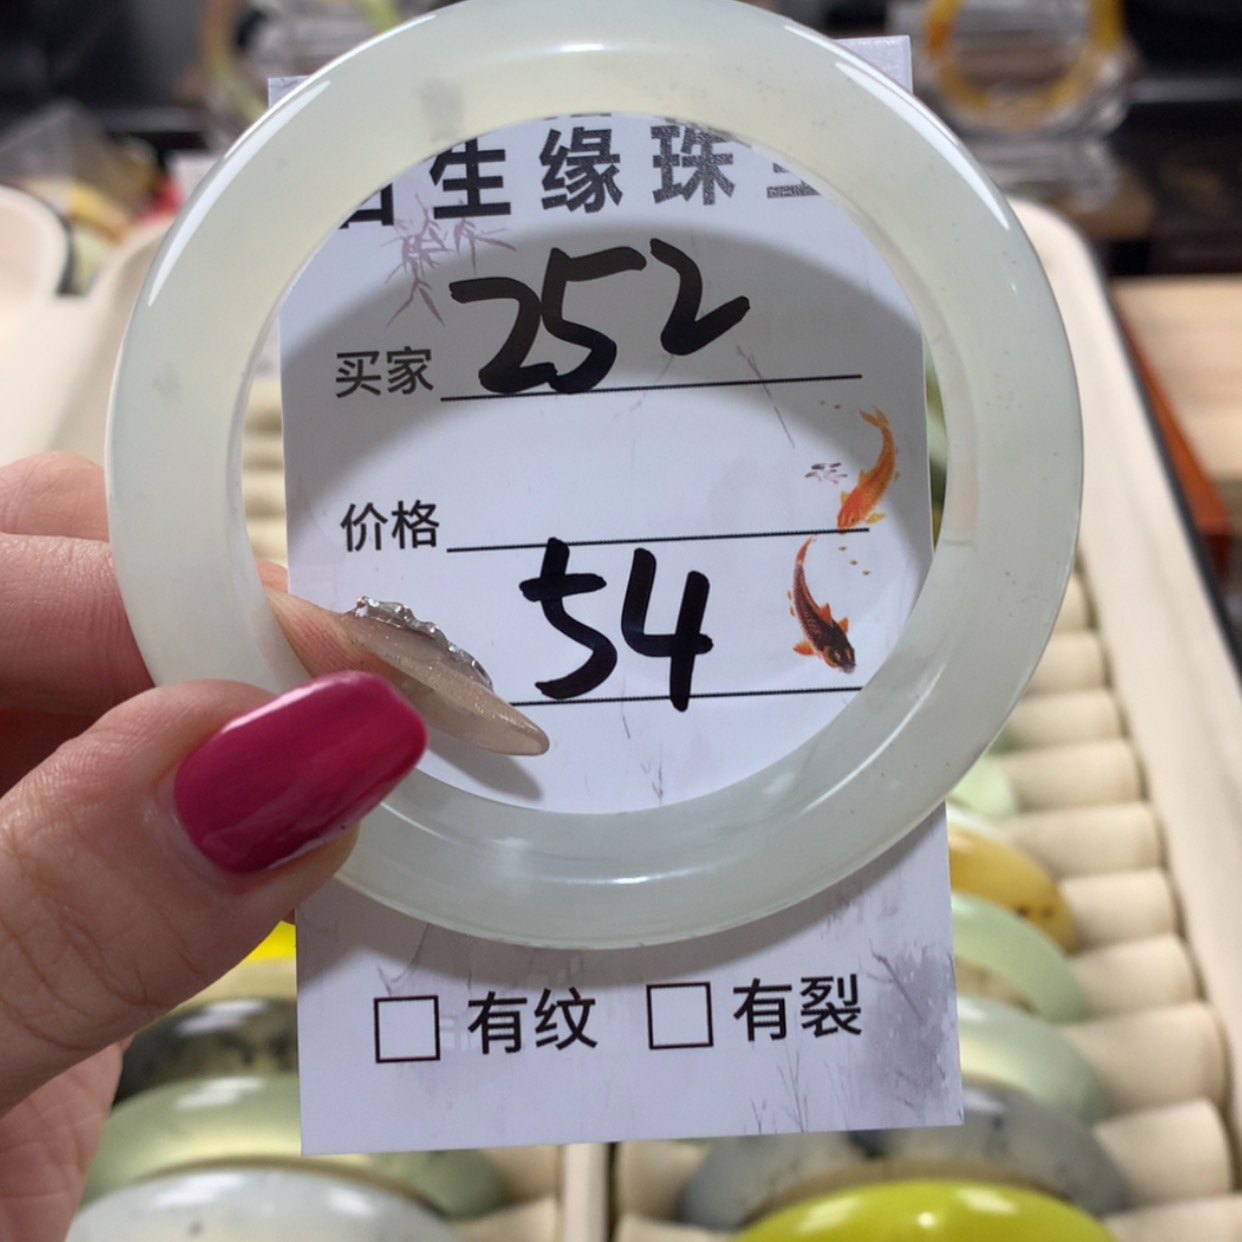 生缘珠
买家 252
价格
54
□ 有纹 □ 有裂